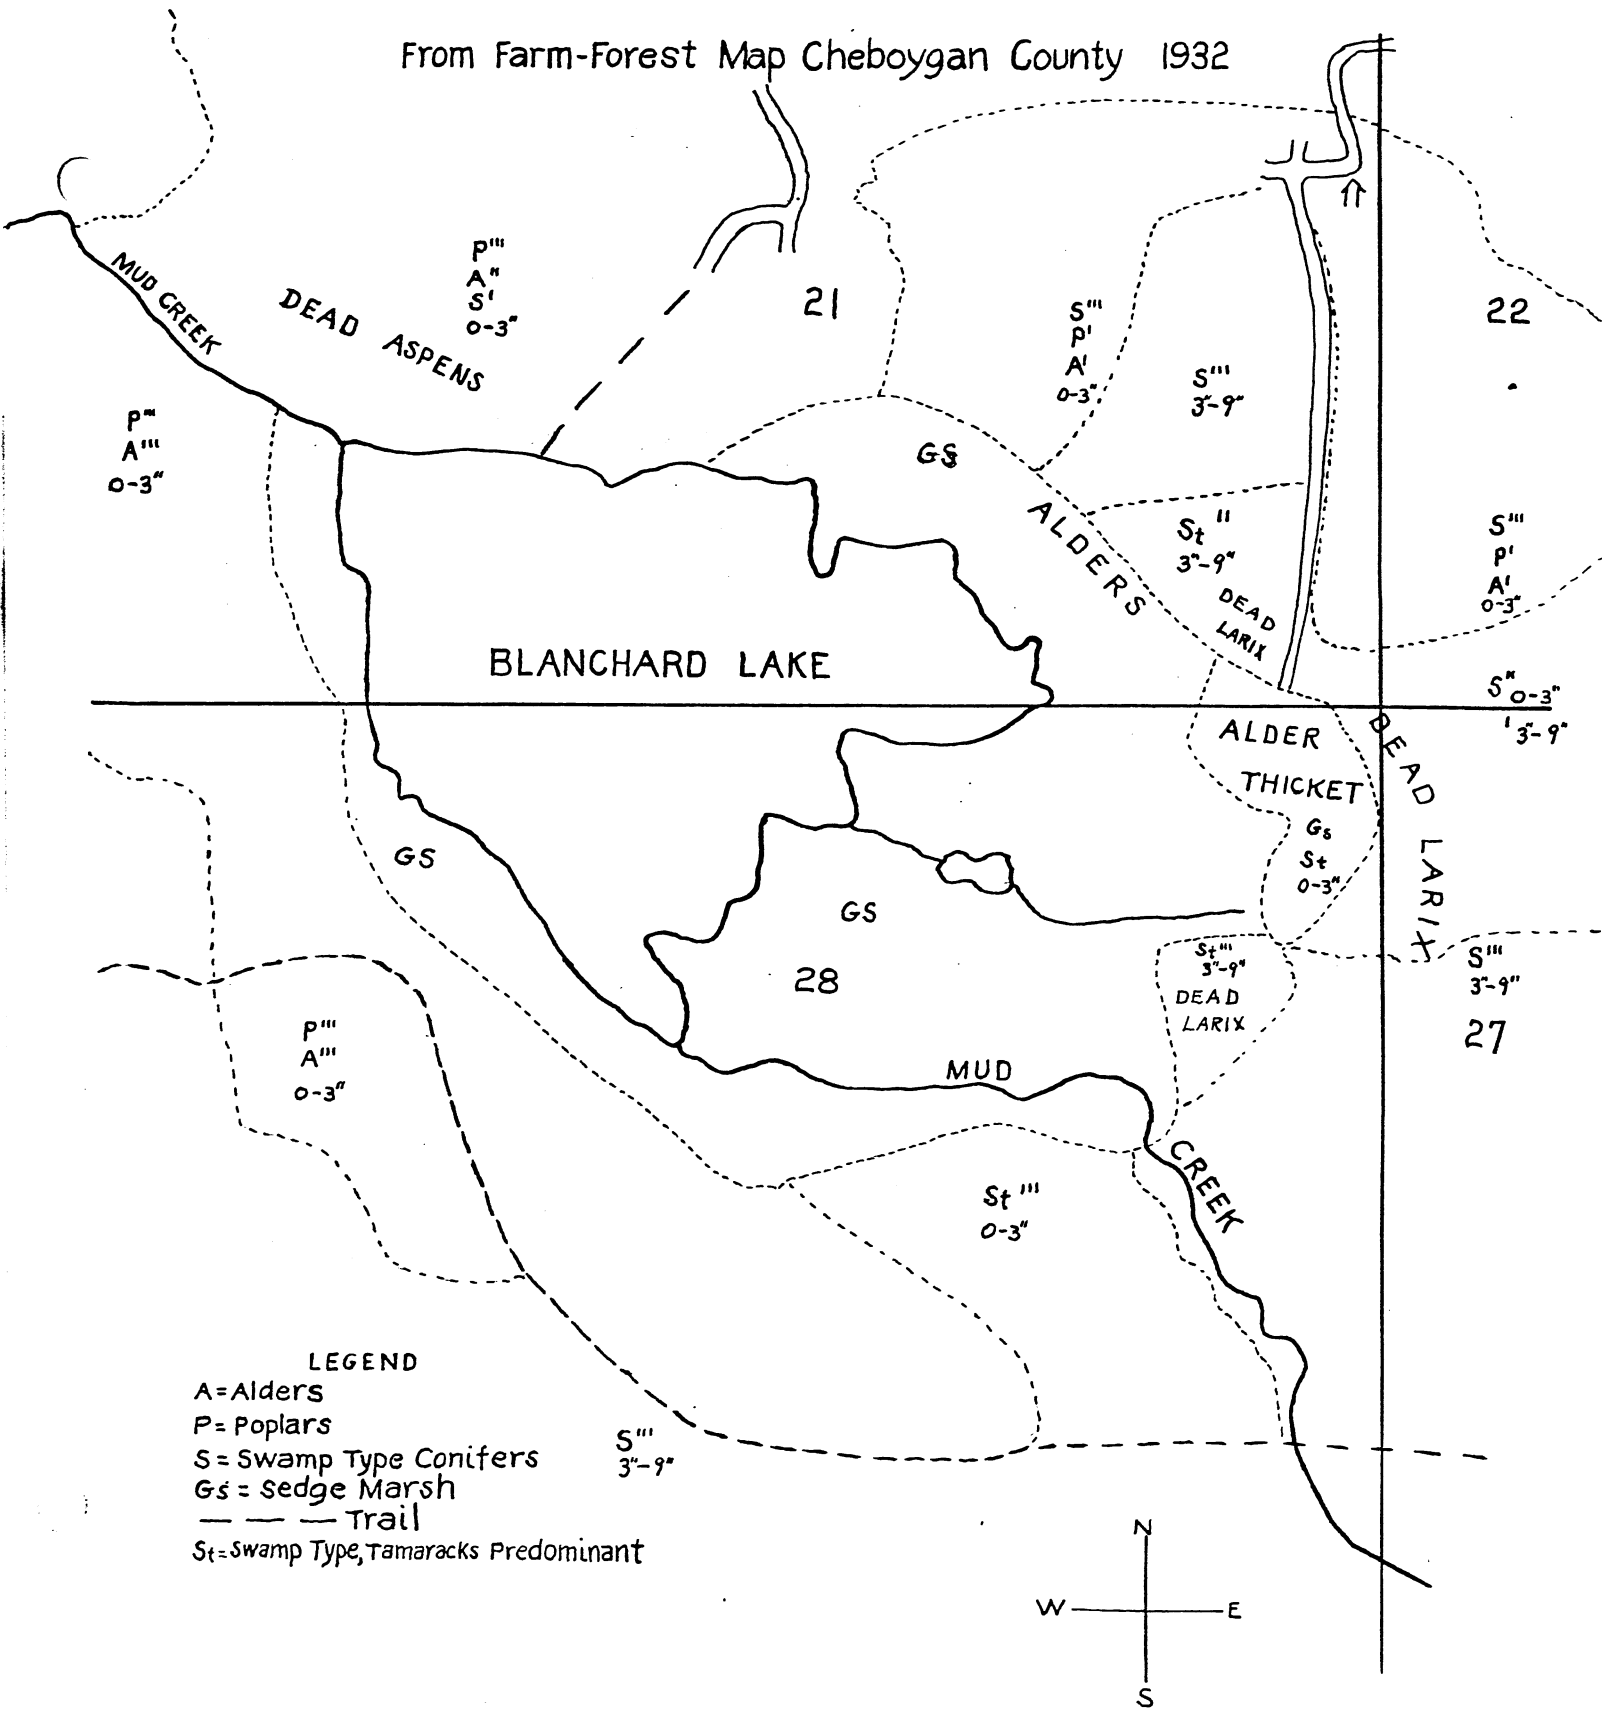 From Farm-Forest Map Cheboygan County 1932
MUD CREEK
P'''
A''
S'
0-3"
DEAD ASPENS
21
22
S'''
P'
A'
0-3"
S'''
3"-9"
P'''
A'''
0-3"
GS
ALDERS
St''
3"-9"
DEAD
LARIX
S'''
P'
A'
0-3"
BLANCHARD LAKE
S" 0-3"
' 3"-9"
ALDER
THICKET
DEAD LARIX
Gs
St
0-3"
GS
GS
28
St'''
3"-9"
DEAD
LARIX
S'''
3"-9"
27
P'''
A'''
0-3"
MUD CREEK
St'''
0-3"
S'''
3"-9"
LEGEND
A=Alders
P=Poplars
S=Swamp Type Conifers
Gs=Sedge Marsh
— — — Trail
St=Swamp Type, Tamaracks Predominant
N
W E
S